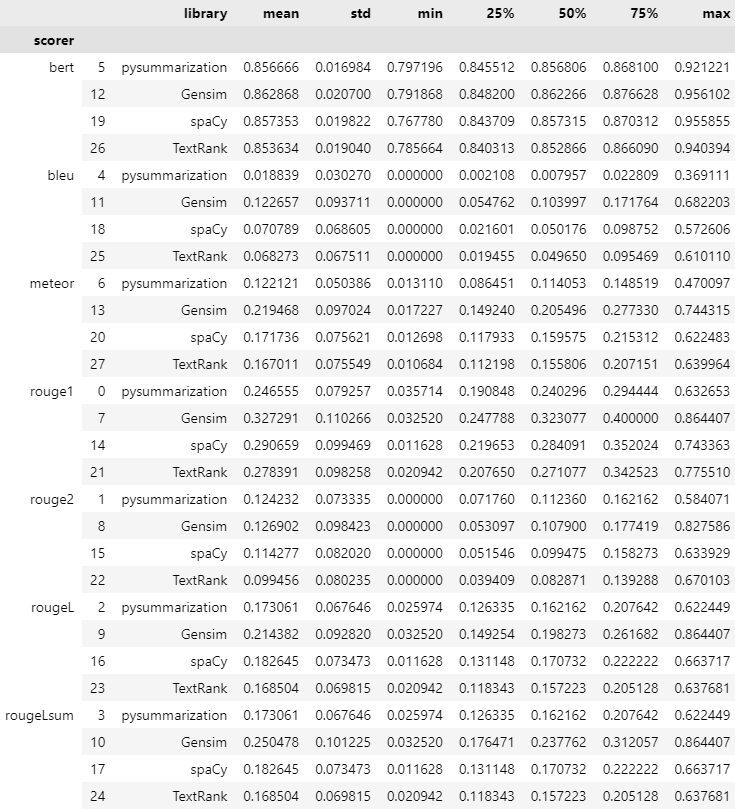 library mean std min 25% 50% 75% max
scorer
bert 5 pysummarization 0.856666 0.016984 0.797196 0.845512 0.856806 0.868100 0.921221
12 Gensim 0.862868 0.020700 0.791868 0.848200 0.862266 0.876628 0.956102
19 spaCy 0.857353 0.019822 0.767780 0.843709 0.857315 0.870312 0.955855
26 TextRank 0.853634 0.019040 0.785664 0.840313 0.852866 0.866090 0.940394
bleu 4 pysummarization 0.018839 0.030270 0.000000 0.002108 0.007957 0.022809 0.369111
11 Gensim 0.122657 0.093711 0.000000 0.054762 0.103997 0.171764 0.682203
18 spaCy 0.070789 0.068605 0.000000 0.021601 0.050176 0.098752 0.572606
25 TextRank 0.068273 0.067511 0.000000 0.019455 0.049650 0.095469 0.610110
meteor 6 pysummarization 0.122121 0.050386 0.013110 0.086451 0.114053 0.148519 0.470097
13 Gensim 0.219468 0.097024 0.017227 0.149240 0.205496 0.277330 0.744315
20 spaCy 0.171736 0.075621 0.012698 0.117933 0.159575 0.215312 0.622483
27 TextRank 0.167011 0.075549 0.010684 0.112198 0.155806 0.207151 0.639964
rouge1 0 pysummarization 0.246555 0.079257 0.035714 0.190848 0.240296 0.294444 0.632653
7 Gensim 0.327291 0.110266 0.032520 0.247788 0.323077 0.400000 0.864407
14 spaCy 0.290659 0.099469 0.011628 0.219653 0.284091 0.352024 0.743363
21 TextRank 0.278391 0.098258 0.020942 0.207650 0.271077 0.342523 0.775510
rouge2 1 pysummarization 0.124232 0.073335 0.000000 0.071760 0.112360 0.162162 0.584071
8 Gensim 0.126902 0.098423 0.000000 0.053097 0.107900 0.177419 0.827586
15 spaCy 0.114277 0.082020 0.000000 0.051546 0.099475 0.158273 0.633929
22 TextRank 0.099456 0.080235 0.000000 0.039409 0.082871 0.139288 0.670103
rougeL 2 pysummarization 0.173061 0.067646 0.025974 0.126335 0.162162 0.207642 0.622449
9 Gensim 0.214382 0.092820 0.032520 0.149254 0.198273 0.261682 0.864407
16 spaCy 0.182645 0.073473 0.011628 0.131148 0.170732 0.222222 0.663717
23 TextRank 0.168504 0.069815 0.020942 0.118343 0.157223 0.205128 0.637681
rougeLsum 3 pysummarization 0.173061 0.067646 0.025974 0.126335 0.162162 0.207642 0.622449
10 Gensim 0.250478 0.101225 0.032520 0.176471 0.237762 0.312057 0.864407
17 spaCy 0.182645 0.073473 0.011628 0.131148 0.170732 0.222222 0.663717
24 TextRank 0.168504 0.069815 0.020942 0.118343 0.157223 0.205128 0.637681